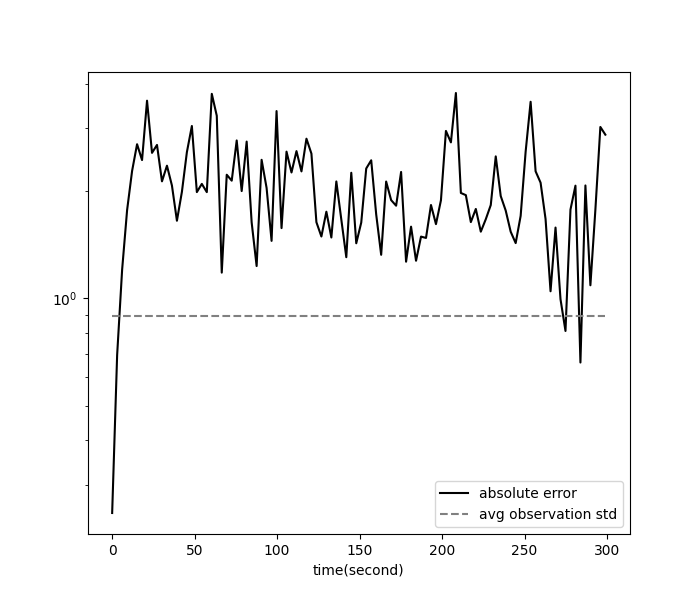 10⁰
absolute error
avg observation std
0 50 100 150 200 250 300
time(second)